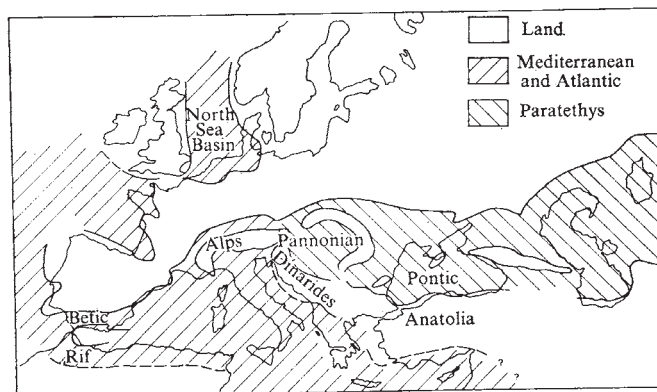 Land
Mediterranean
and Atlantic
Paratethys
North
Sea
Basin
Alps
Pannonian
Dinarides
Pontic
Betic
Anatolia
Rif
?
?